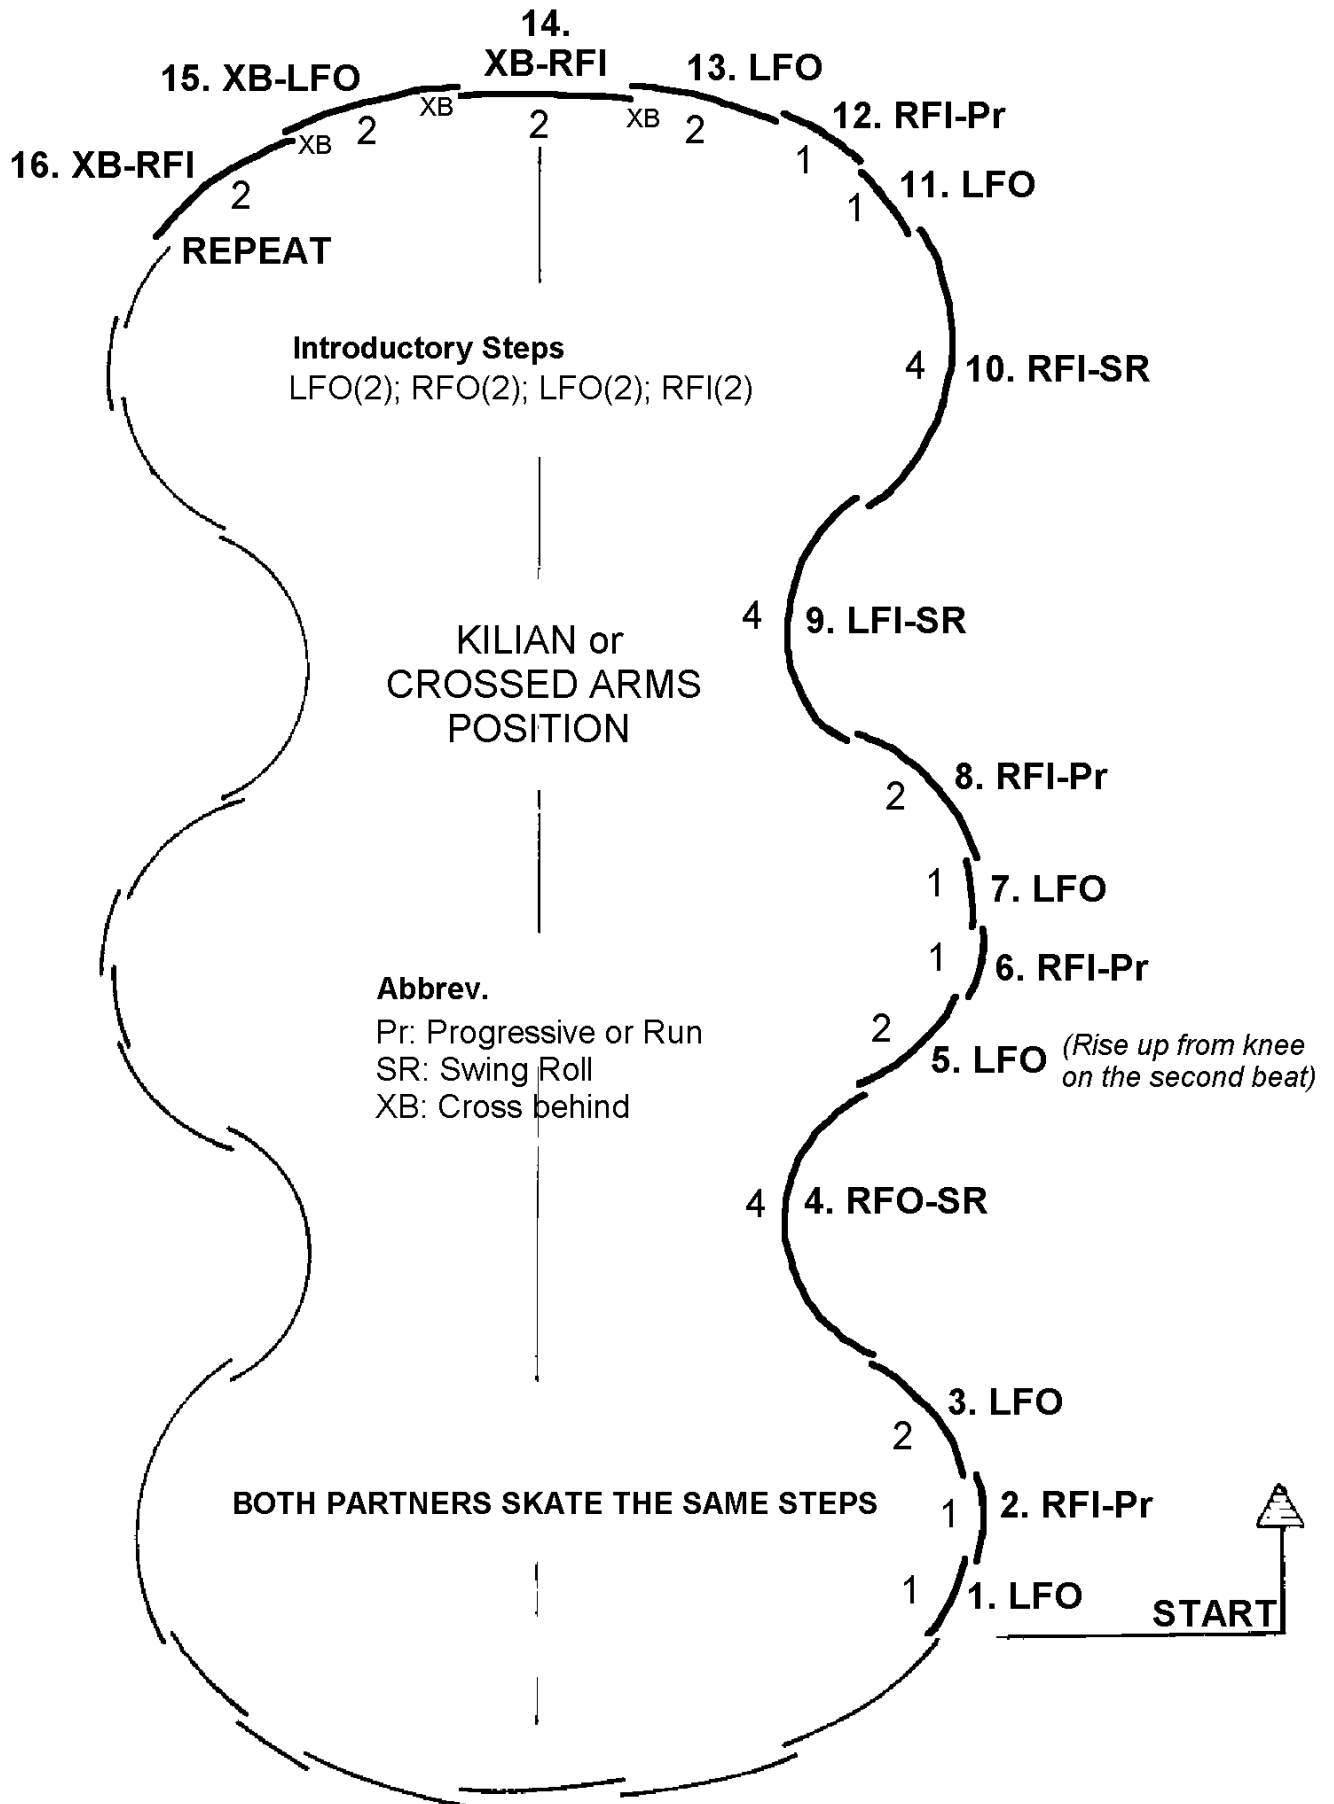 14.
XB-RFI
15. XB-LFO
13. LFO
12. RFI-Pr
XB
2
2
XB
2
XB
1
16. XB-RFI
2
11. LFO
1
REPEAT
Introductory Steps
LFO(2); RFO(2); LFO(2); RFI(2)
4
10. RFI-SR
4
9. LFI-SR
KILIAN or
CROSSED ARMS
POSITION
8. RFI-Pr
2
1
7. LFO
1
6. RFI-Pr
Abbrev.
Pr: Progressive or Run
SR: Swing Roll
XB: Cross behind
2
5. LFO
(Rise up from knee
on the second beat)
4
4. RFO-SR
3. LFO
2
BOTH PARTNERS SKATE THE SAME STEPS
1
2. RFI-Pr
1
1. LFO
START